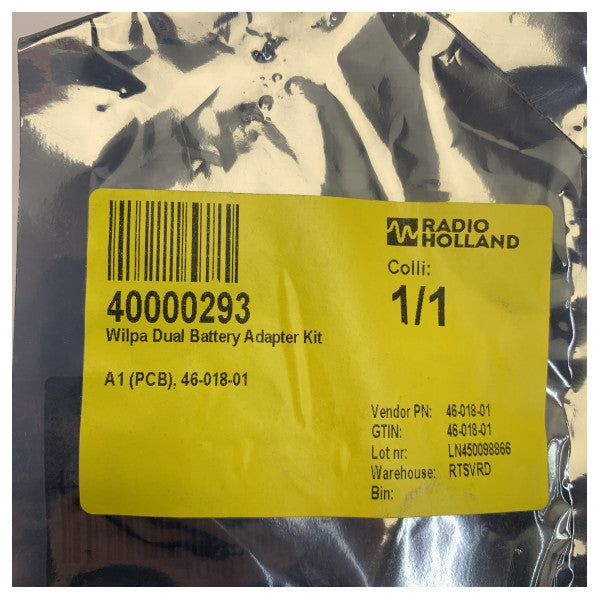 RADIO
HOLLAND
Colli:
1/1
40000293
Wilpa Dual Battery Adapter Kit
A1 (PCB), 46-018-01
Vendor PN: 46-018-01
GTIN: 46-018-01
Lot nr: LN450098866
Warehouse: RTSVRD
Bin: